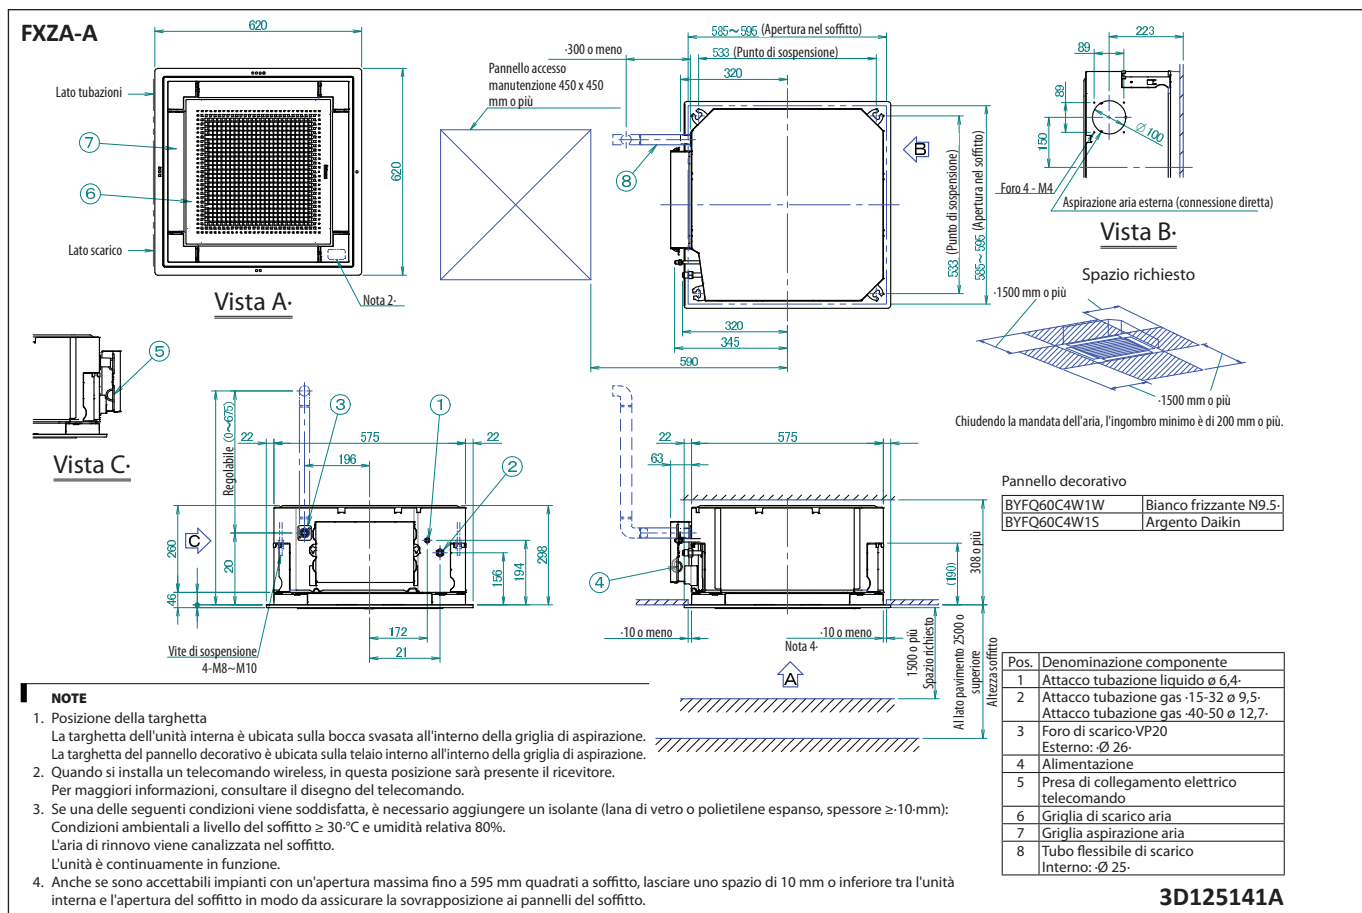 FXZA-A
620
Lato tubazioni
7
6
620
Lato scarico
Vista A·
Nota 2·
Pannello accesso
manutenzione 450 x 450
mm o più
·300 o meno
585~595 (Apertura nel soffitto)
533 (Punto di sospensione)
320
8
B
533 (Punto di sospensione)
585~595 (Apertura nel soffitto)
320
345
590
223
89
89
150
Ø100
Foro 4 - M4
Aspirazione aria esterna (connessione diretta)
Vista B·
Spazio richiesto
·1500 mm o più
·1500 mm o più
Chiudendo la mandata dell'aria, l'ingombro minimo è di 200 mm o più.
5
Vista C·
Regolabile (0~675)
3
1
2
22
575
22
196
C
260
20
46
156
194
298
172
21
Vite di sospensione
4-M8~M10
22
575
63
4
(190)
308 o più
·10 o meno
·10 o meno
Nota 4·
A
1500 o più
Spazio richiesto
Al lato pavimento 2500 o
superiore
Altezza soffitto
Pannello decorativo
BYFQ60C4W1W Bianco frizzante N9.5·
BYFQ60C4W1S Argento Daikin
Pos. Denominazione componente
1 Attacco tubazione liquido ø 6,4·
2 Attacco tubazione gas ·15-32 ø 9,5·
Attacco tubazione gas ·40-50 ø 12,7·
3 Foro di scarico·VP20
Esterno: ·Ø 26·
4 Alimentazione
5 Presa di collegamento elettrico
telecomando
6 Griglia di scarico aria
7 Griglia aspirazione aria
8 Tubo flessibile di scarico
Interno: ·Ø 25·
NOTE
1. Posizione della targhetta
La targhetta dell'unità interna è ubicata sulla bocca svasata all'interno della griglia di aspirazione.
La targhetta del pannello decorativo è ubicata sulla telaio interno all'interno della griglia di aspirazione.
2. Quando si installa un telecomando wireless, in questa posizione sarà presente il ricevitore.
Per maggiori informazioni, consultare il disegno del telecomando.
3. Se una delle seguenti condizioni viene soddisfatta, è necessario aggiungere un isolante (lana di vetro o polietilene espanso, spessore ≥·10·mm):
Condizioni ambientali a livello del soffitto ≥ 30·°C e umidità relativa 80%.
L'aria di rinnovo viene canalizzata nel soffitto.
L'unità è continuamente in funzione.
4. Anche se sono accettabili impianti con un'apertura massima fino a 595 mm quadrati a soffitto, lasciare uno spazio di 10 mm o inferiore tra l'unità
interna e l'apertura del soffitto in modo da assicurare la sovrapposizione ai pannelli del soffitto.
3D125141A